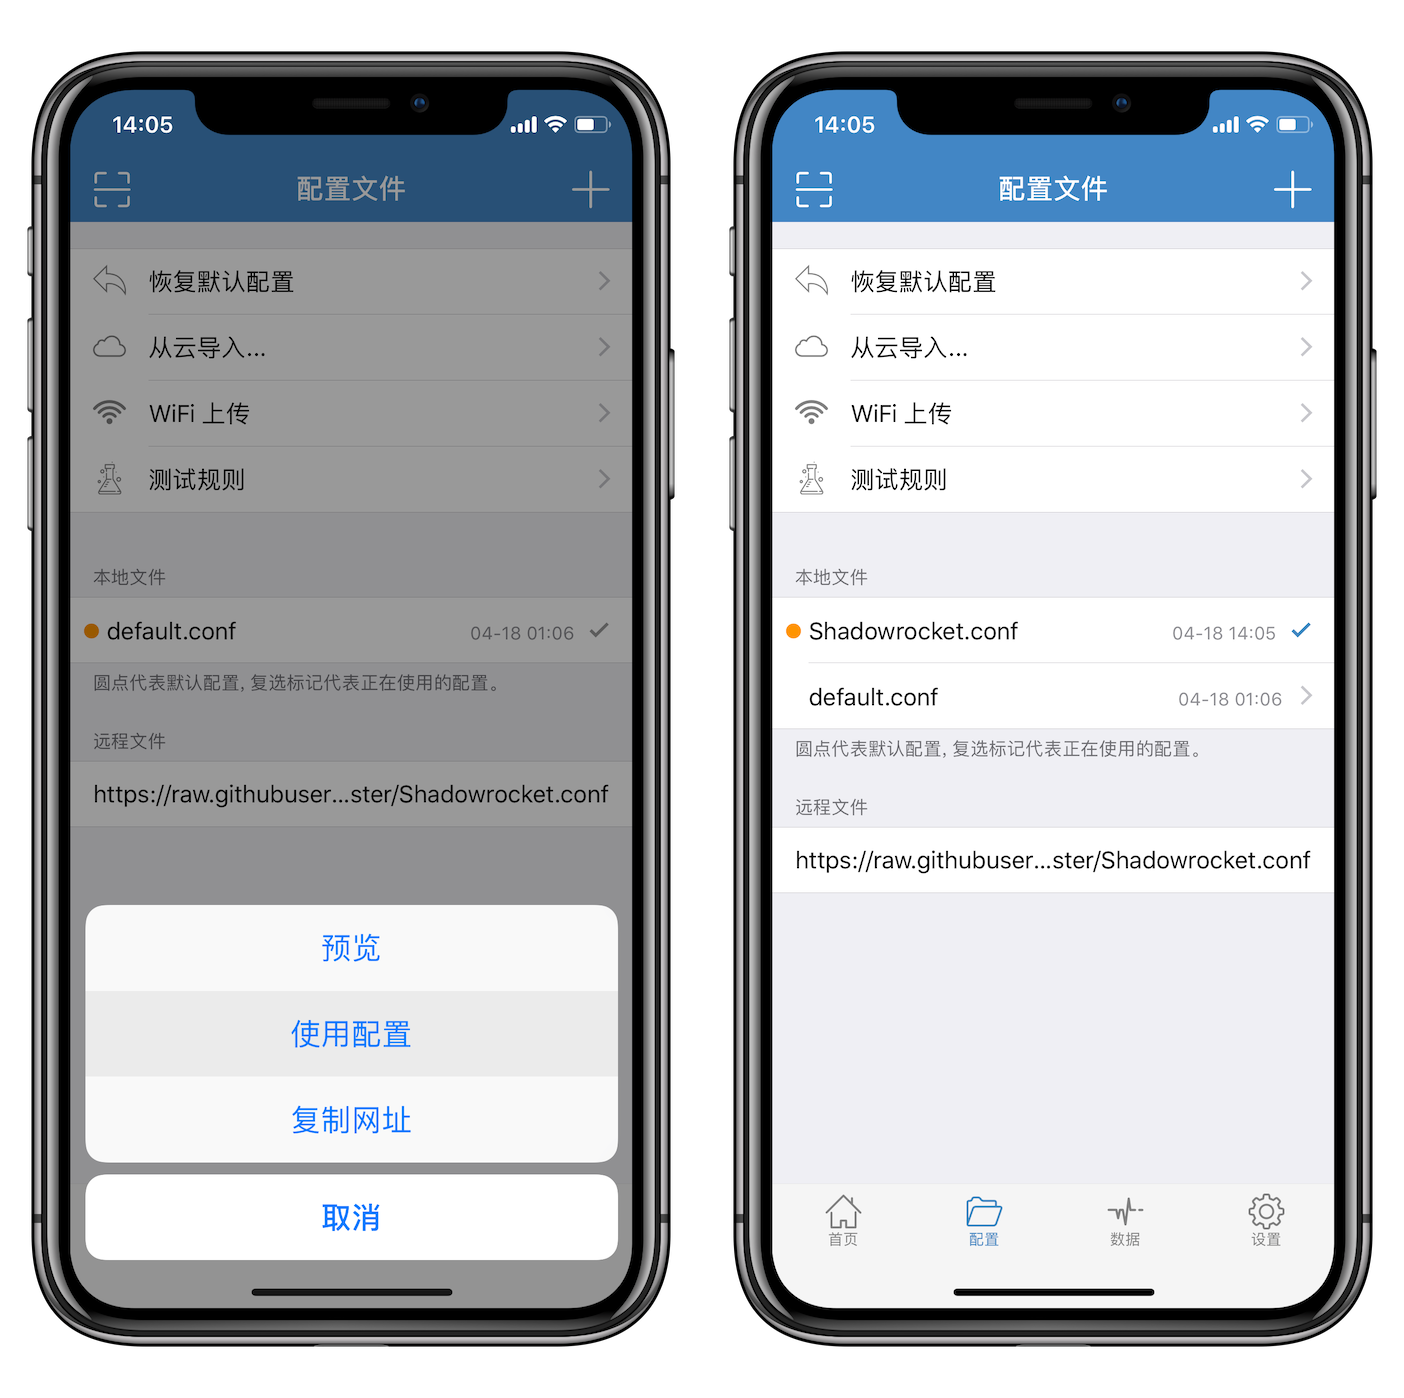 14:05
配置文件
恢复默认配置
从云导入...
WiFi 上传
测试规则
本地文件
default.conf 04-18 01:06
圆点代表默认配置, 复选标记代表正在使用的配置。
远程文件
https://raw.githubuser...ster/Shadowrocket.conf
预览
使用配置
复制网址
取消
14:05
配置文件
恢复默认配置
从云导入...
WiFi 上传
测试规则
本地文件
Shadowrocket.conf 04-18 14:05
default.conf 04-18 01:06
圆点代表默认配置, 复选标记代表正在使用的配置。
远程文件
https://raw.githubuser...ster/Shadowrocket.conf
首页 配置 数据 设置